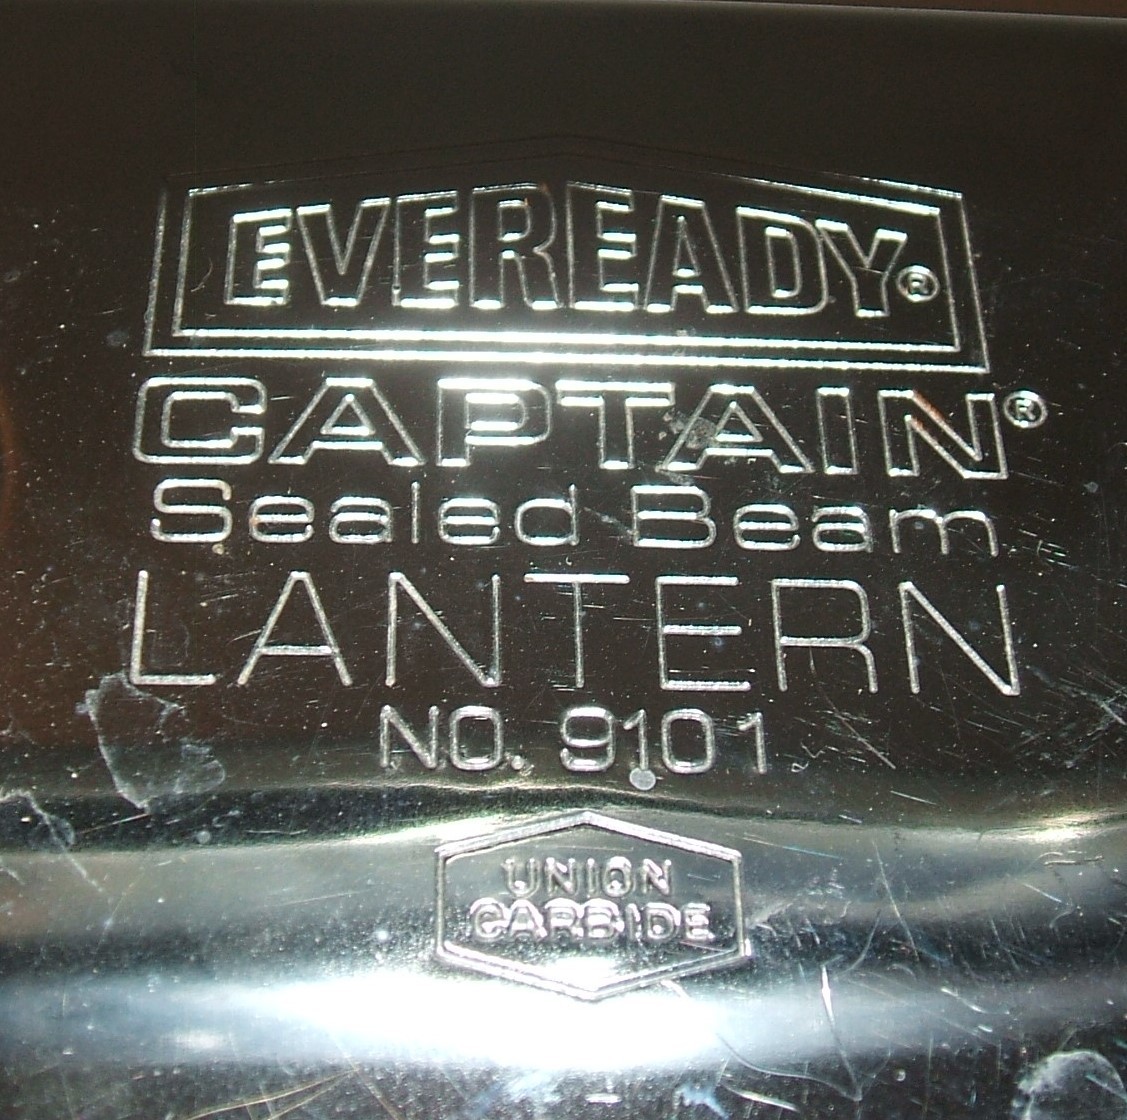 EVEREADY®
CAPTAIN®
Sealed Beam
LANTERN
NO. 9101
UNION
CARBIDE